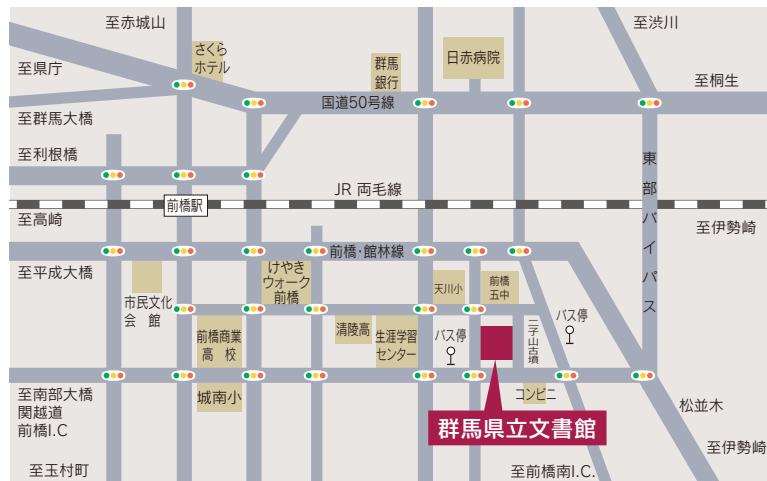 至赤城山
至渋川
さくら
ホテル
日赤病院
群馬
銀行
至県庁
至桐生
国道50号線
至群馬大橋
至利根橋
東部バイパス
JR 両毛線
前橋駅
至高崎
至伊勢崎
前橋・館林線
至平成大橋
けやき
ウォーク
前橋
天川小
前橋
五中
市民文化
会　館
前橋商業
高　校
清陵高
生涯学習
センター
バス停
二子山古墳
バス停
至南部大橋
関越道
前橋I.C
城南小
コンビニ
松並木
群馬県立文書館
至伊勢崎
至玉村町
至前橋南I.C.